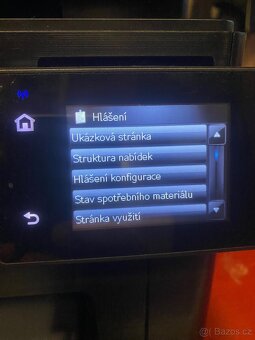 Hlášení
Ukázková stránka
Struktura nabídek
Hlášení konfigurace
Stav spotřebního materiálu
Stránka využití
© Bazos.cz